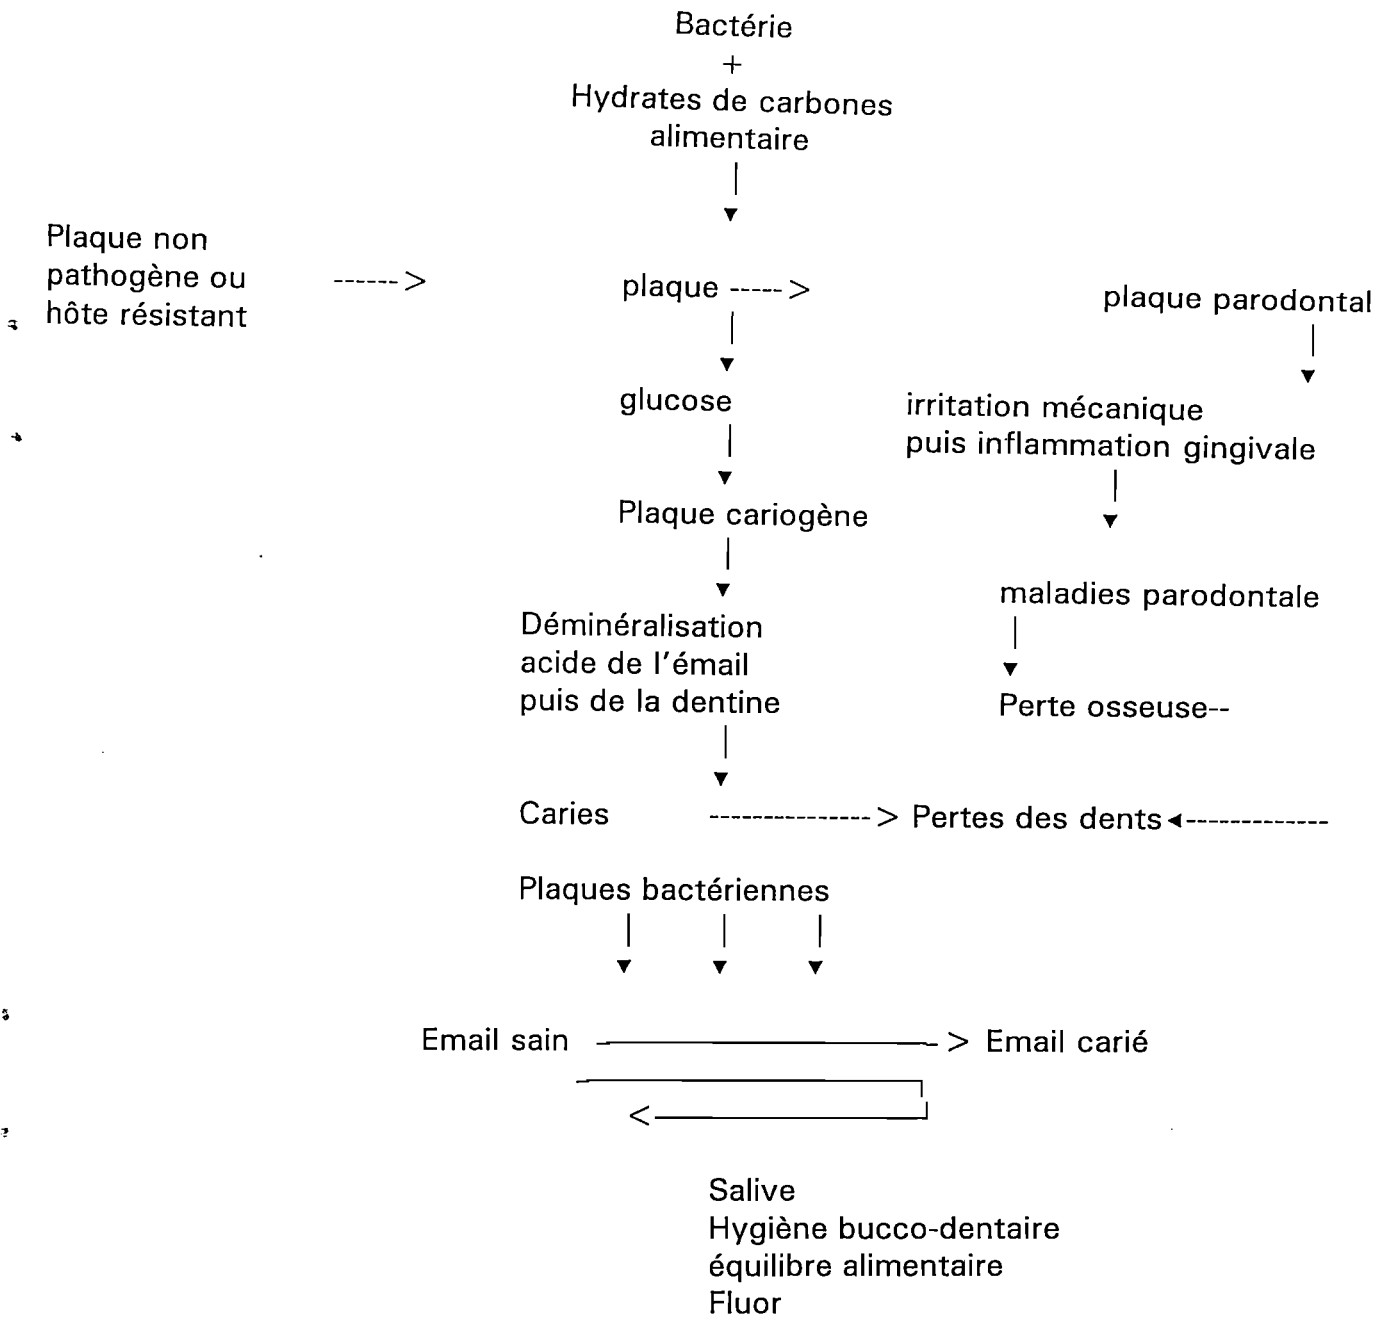 Bactérie
+
Hydrates de carbones
alimentaire
Plaque non
pathogène ou
hôte résistant
------>
plaque ----->
plaque parodontal
glucose
irritation mécanique
puis inflammation gingivale
Plaque cariogène
maladies parodontale
Déminéralisation
acide de l'émail
puis de la dentine
Perte osseuse--
Caries ---------------> Pertes des dents ◄-------------
Plaques bactériennes
Email sain > Email carié
<
Salive
Hygiène bucco-dentaire
équilibre alimentaire
Fluor